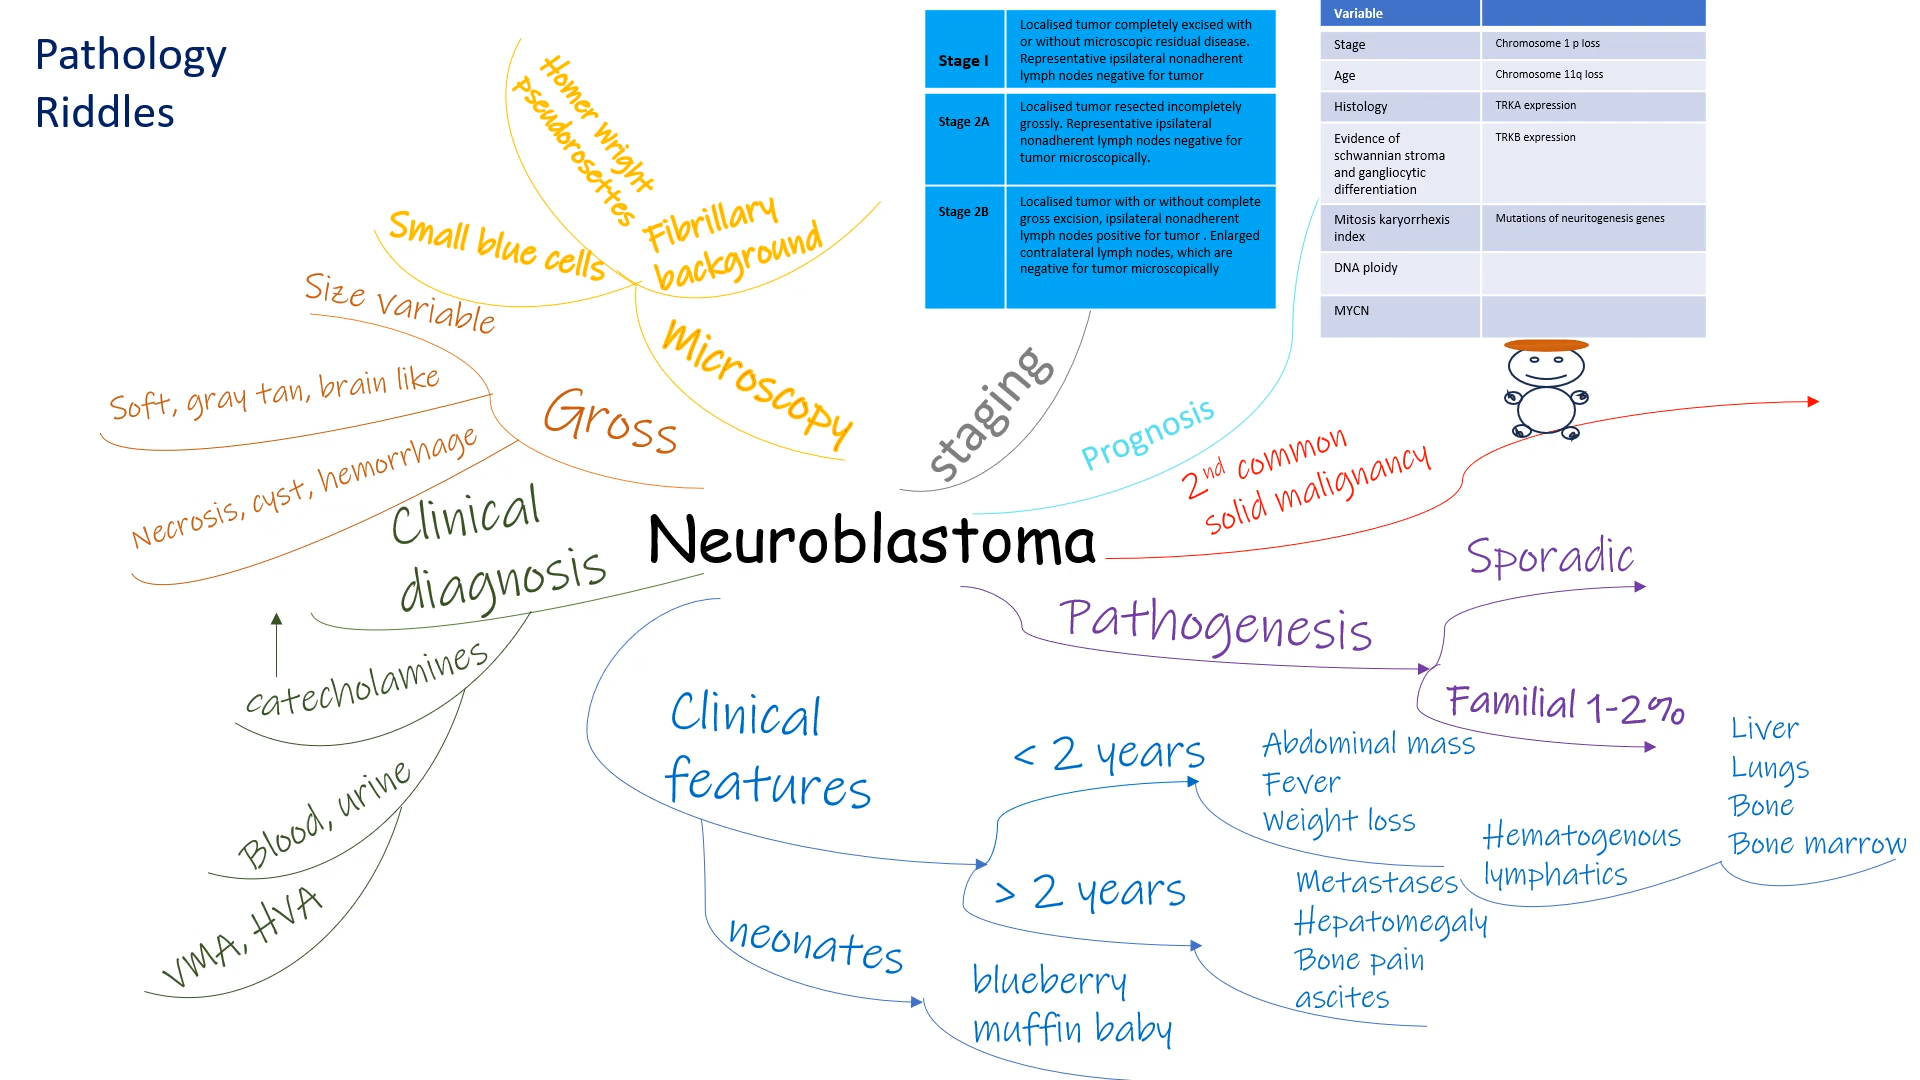 Pathology
Riddles
Homer Wright
pseudorosettes
Small blue cells
Fibrillary
background
Microscopy
Size variable
Soft, gray tan, brain like
Necrosis, cyst, hemorrhage
Gross
Stage I
Localised tumor completely excised with
or without microscopic residual disease.
Representative ipsilateral nonadherent
lymph nodes negative for tumor
Stage 2A
Localised tumor resected incompletely
grossly. Representative ipsilateral
nonadherent lymph nodes negative for
tumor microscopically.
Stage 2B
Localised tumor with or without complete
gross excision, ipsilateral nonadherent
lymph nodes positive for tumor . Enlarged
contralateral lymph nodes, which are
negative for tumor microscopically
staging
Variable
Stage
Chromosome 1 p loss
Age
Chromosome 11q loss
Histology
TRKA expression
Evidence of
schwannian stroma
and gangliocytic
differentiation
TRKB expression
Mitosis karyorrhexis
index
Mutations of neuritogenesis genes
DNA ploidy
MYCN
Prognosis
2nd common
solid malignancy
Neuroblastoma
Clinical
diagnosis
catecholamines
Blood, urine
VMA, HVA
Pathogenesis
Sporadic
Familial 1-2%
Clinical
features
< 2 years
Abdominal mass
Fever
Weight loss
> 2 years
Metastases
Hepatomegaly
Bone pain
ascites
Hematogenous
lymphatics
Liver
Lungs
Bone
Bone marrow
neonates
blueberry
muffin baby